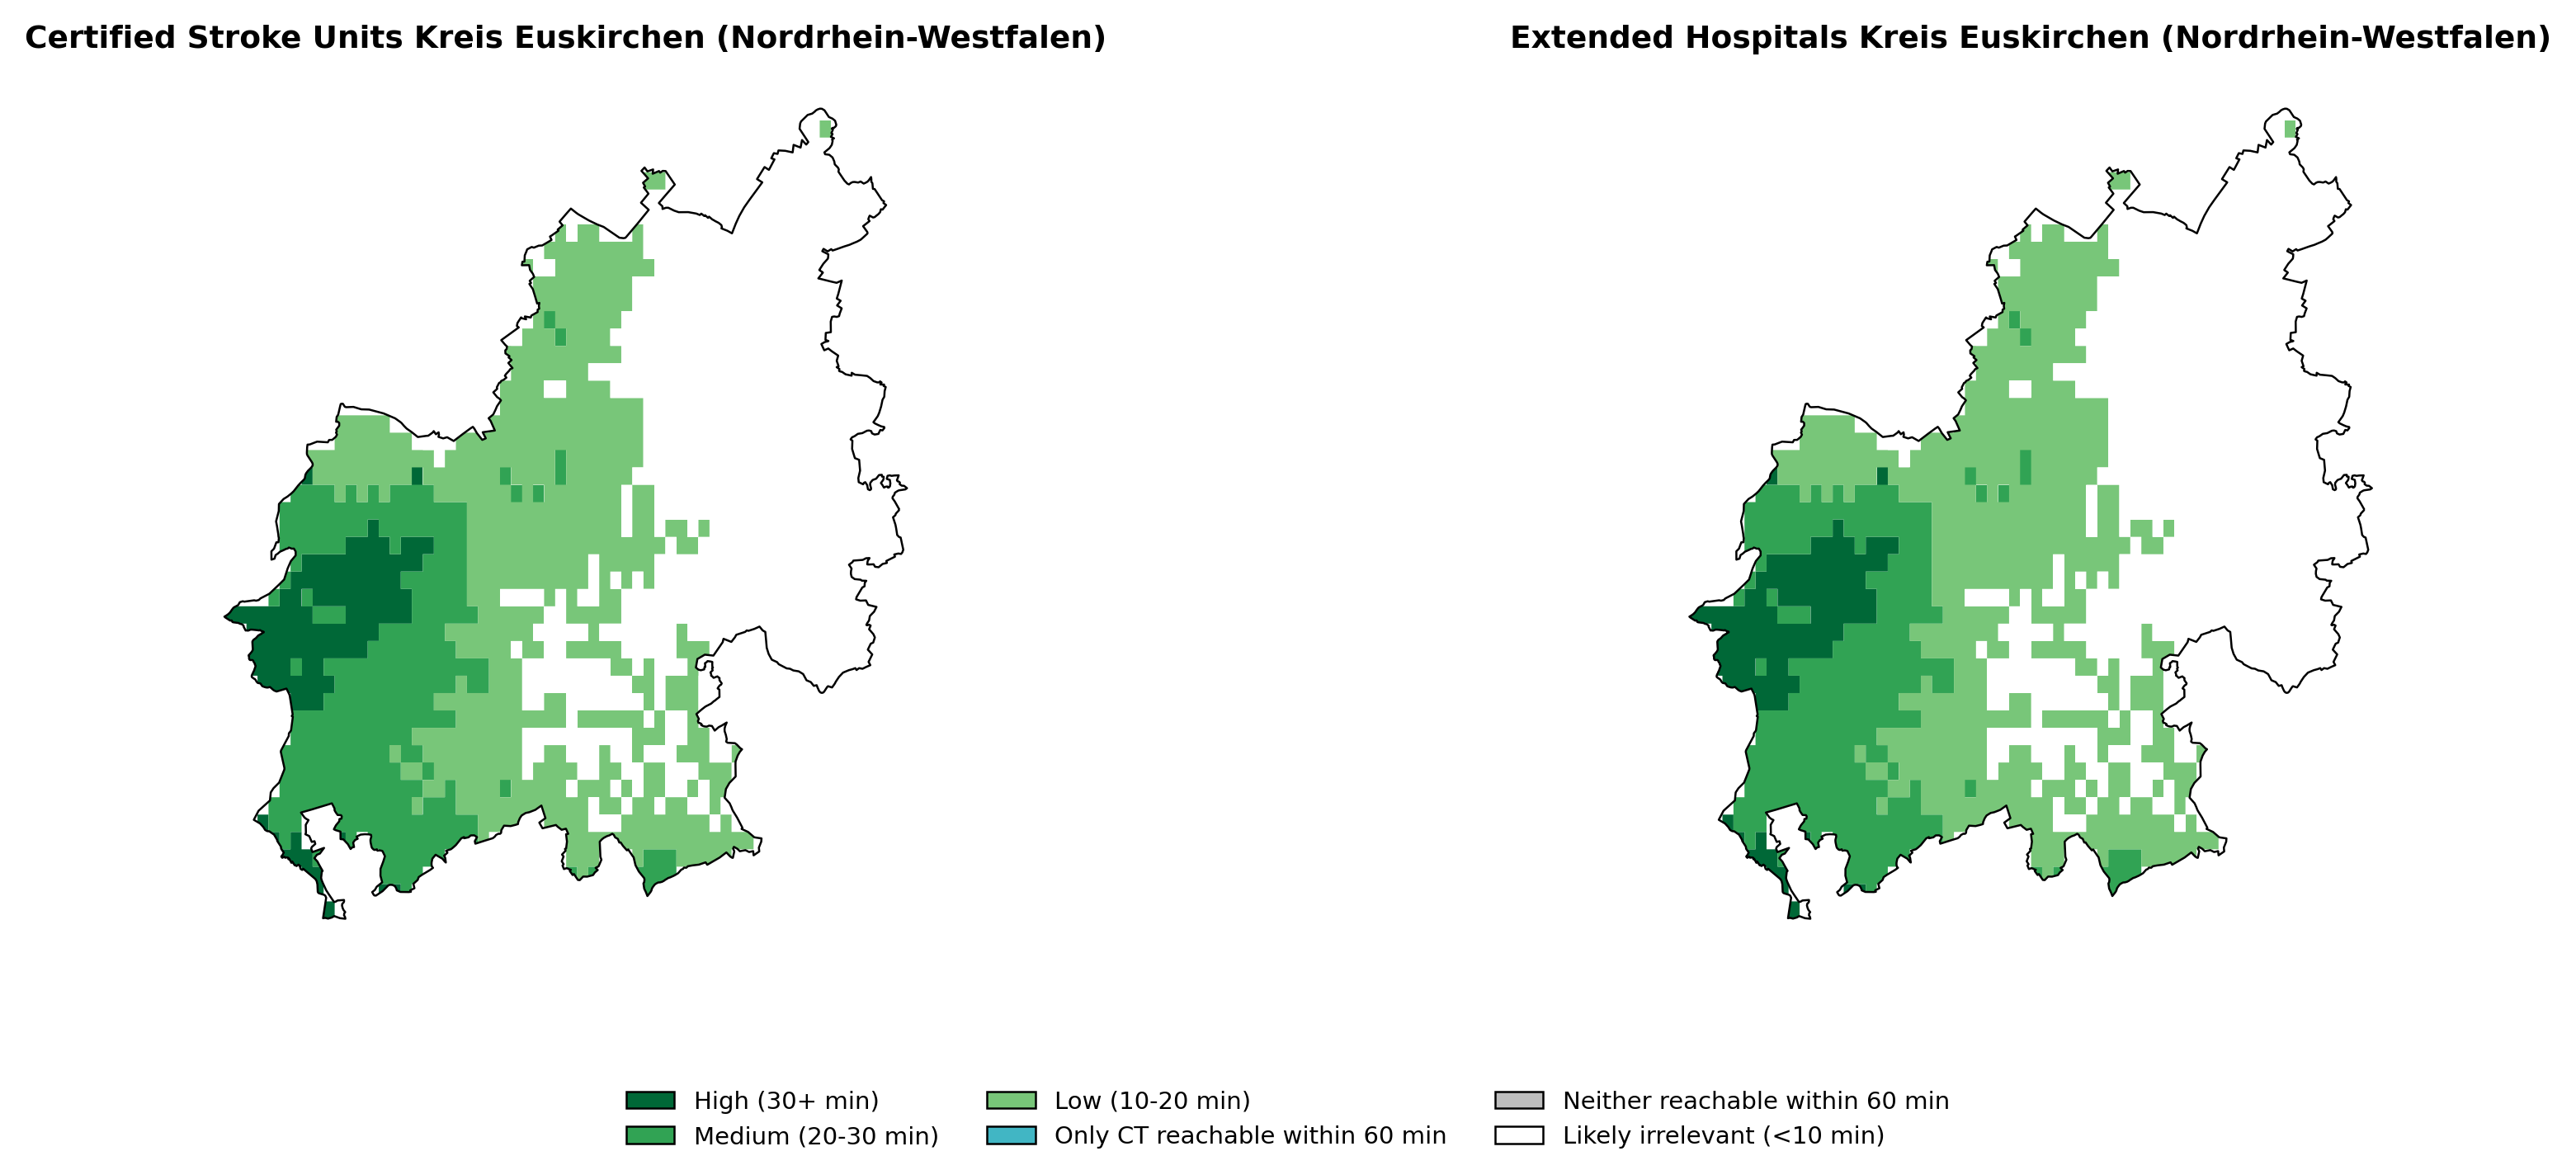 Certified Stroke Units Kreis Euskirchen (Nordrhein-Westfalen)
Extended Hospitals Kreis Euskirchen (Nordrhein-Westfalen)
High (30+ min)
Medium (20-30 min)
Low (10-20 min)
Only CT reachable within 60 min
Neither reachable within 60 min
Likely irrelevant (<10 min)